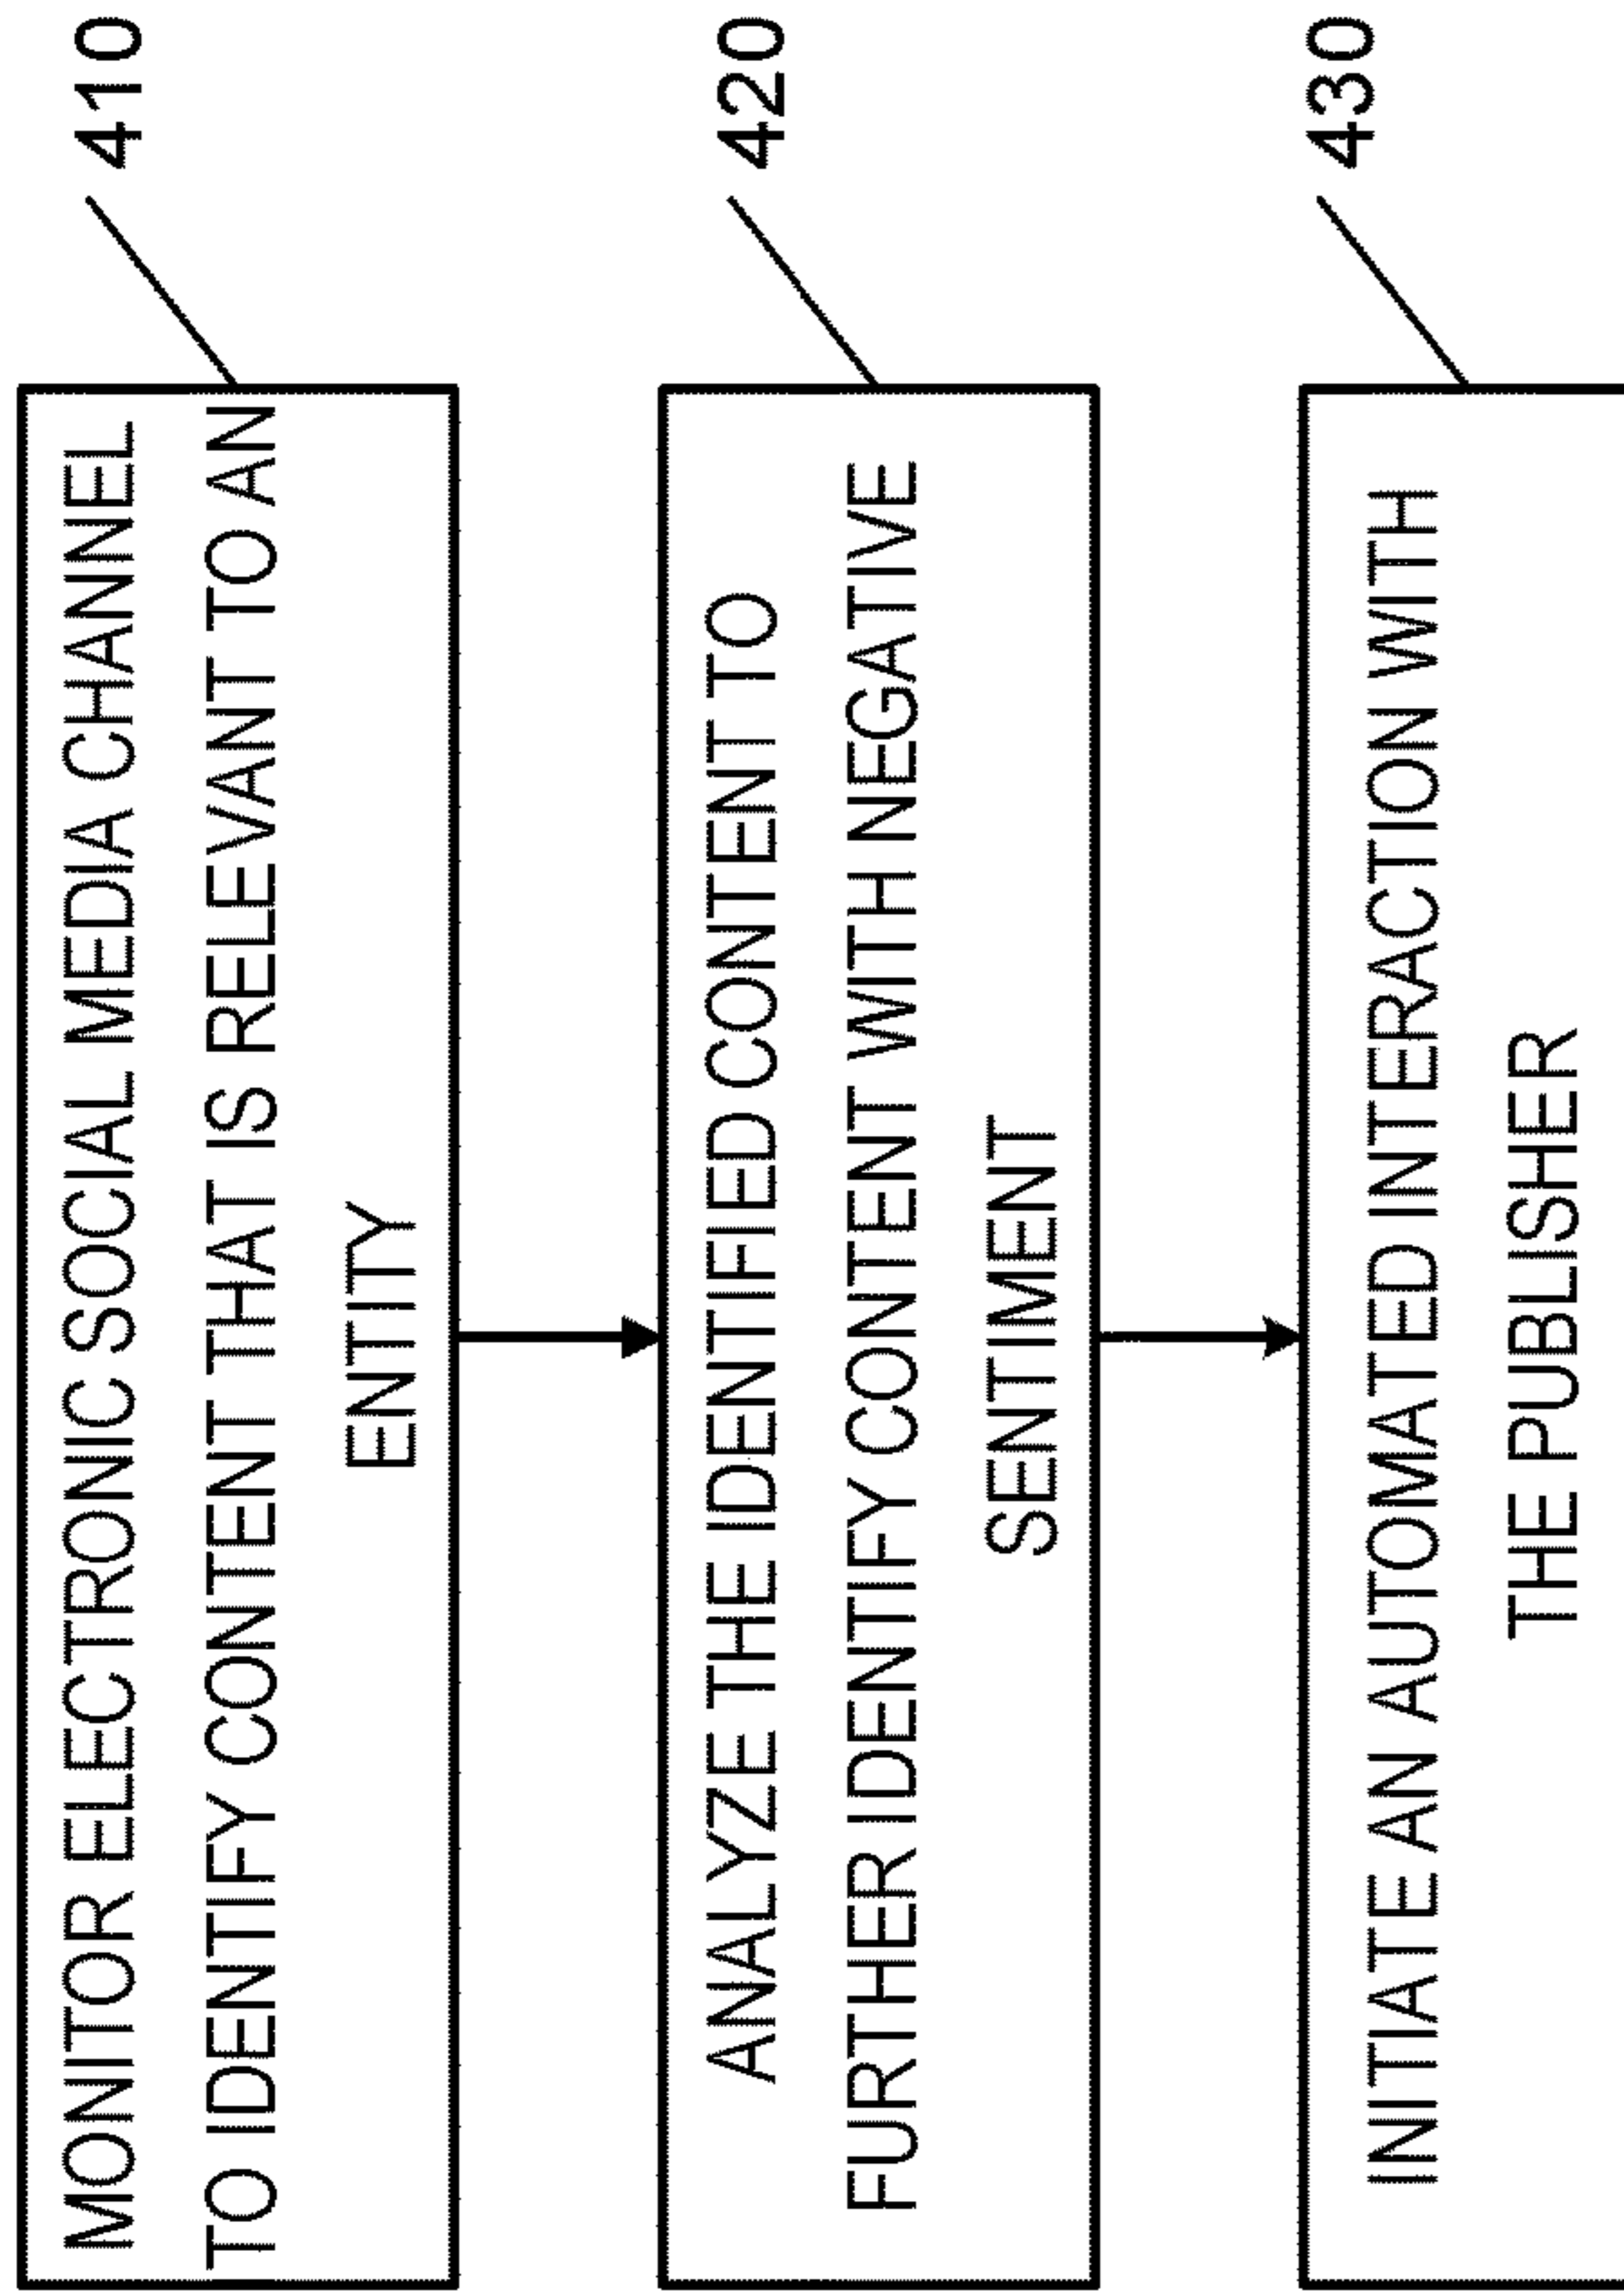 MONITOR ELECTRONIC SOCIAL MEDIA CHANNEL
TO IDENTIFY CONTENT THAT IS RELEVANT TO AN
ENTITY
410
ANALYZE THE IDENTIFIED CONTENT TO
FURTHER IDENTIFY CONTENT WITH NEGATIVE
SENTIMENT
420
INITIATE AN AUTOMATED INTERACTION WITH
THE PUBLISHER
430